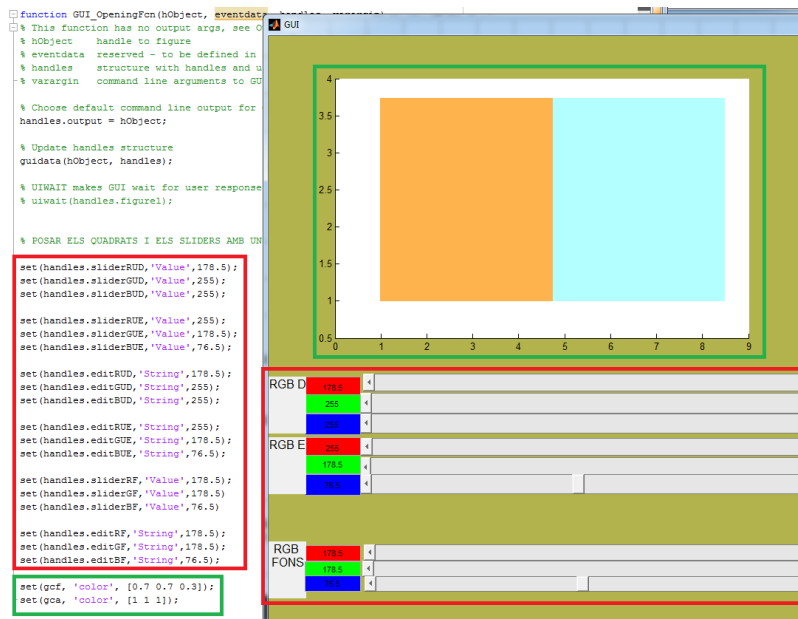 function GUI_OpeningFcn(hObject, eventdata, handles, varargin)
% This function has no output args, see O
% hObject    handle to figure
% eventdata  reserved - to be defined in
% handles    structure with handles and u
% varargin   command line arguments to GU
% Choose default command line output for
handles.output = hObject;
% Update handles structure
guidata(hObject, handles);
% UIWAIT makes GUI wait for user response
% uiwait(handles.figure1);
% POSAR ELS QUADRATS I ELS SLIDERS AMB UN
set(handles.sliderRUD,'Value',178.5);
set(handles.sliderGUD,'Value',255);
set(handles.sliderBUD,'Value',255);
set(handles.sliderRUE,'Value',255);
set(handles.sliderGUE,'Value',178.5);
set(handles.sliderBUE,'Value',76.5);
set(handles.editRUD,'String',178.5);
set(handles.editGUD,'String',255);
set(handles.editBUD,'String',255);
set(handles.editRUE,'String',255);
set(handles.editGUE,'String',178.5);
set(handles.editBUE,'String',76.5);
set(handles.sliderRF,'Value',178.5);
set(handles.sliderGF,'Value',178.5)
set(handles.sliderBF,'Value',76.5)
set(handles.editRF,'String',178.5);
set(handles.editGF,'String',178.5);
set(handles.editBF,'String',76.5);
set(gcf, 'color', [0.7 0.7 0.3]);
set(gca, 'color', [1 1 1]);
GUI
4
3.5
3
2.5
2
1.5
1
0.5
0 1 2 3 4 5 6 7 8 9
RGB D
178.5
255
255
RGB E
255
178.5
76.5
RGB
FONS
178.5
178.5
76.5